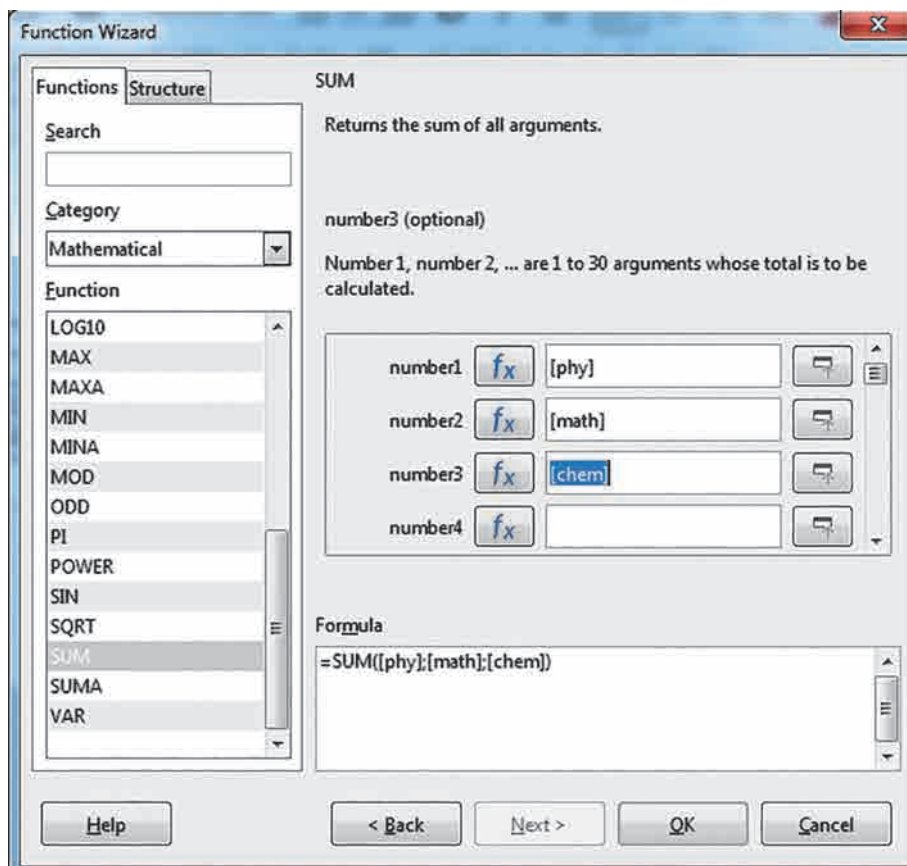 Function Wizard
Functions
Structure
Search
Category
Mathematical
Function
LOG10
MAX
MAXA
MIN
MINA
MOD
ODD
PI
POWER
SIN
SQRT
SUM
SUMA
VAR
SUM
Returns the sum of all arguments.
number3 (optional)
Number 1, number 2, ... are 1 to 30 arguments whose total is to be
calculated.
number1 fx [phy]
number2 fx [math]
number3 fx [chem]
number4 fx
Formula
=SUM([phy];[math];[chem])
Help
< Back
Next >
OK
Cancel